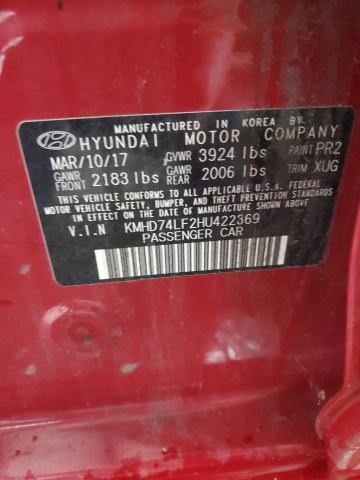 MANUFACTURED IN KOREA BY
HYUNDAI MOTOR COMPANY
MAR/10/17 GVWR 3924 lbs PAINT PR2
GAWR FRONT 2183 lbs GAWR REAR 2006 lbs TRIM XUG
THIS VEHICLE CONFORMS TO ALL APPLICABLE U.S.A. FEDERAL
MOTOR VEHICLE SAFETY, BUMPER, AND THEFT PREVENTION
STANDARDS IN EFFECT ON THE DATE OF MANUFACTURE SHOWN ABOVE.
V.I.N KMHD74LF2HU422369
PASSENGER CAR